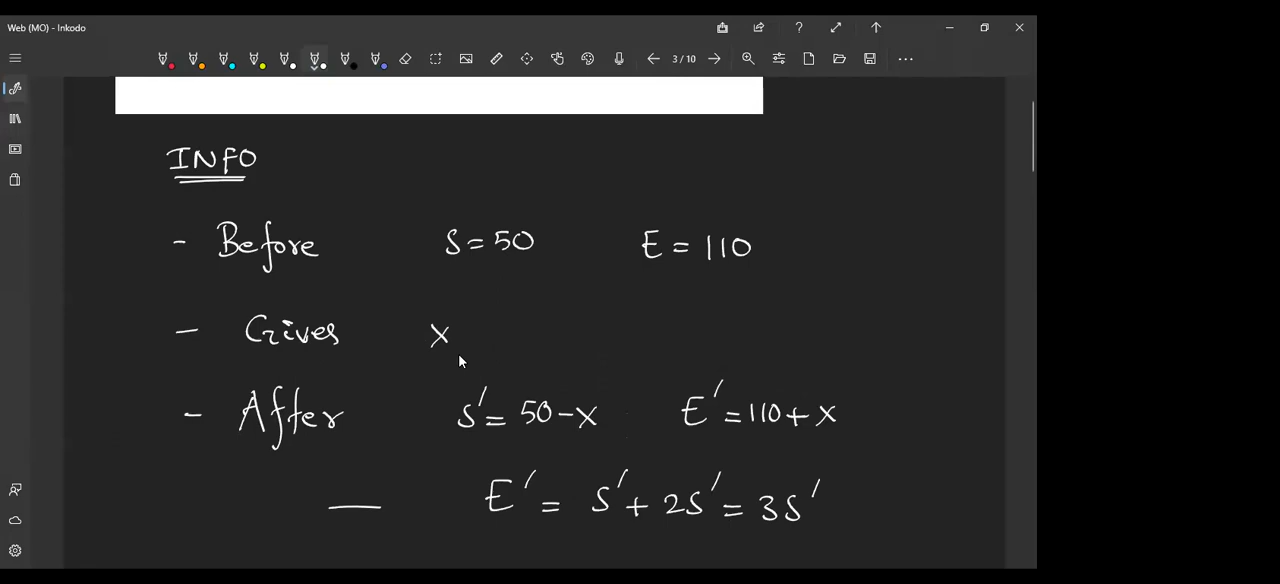 Web (MO) - Inkodo
3 / 10
INFO
- Before S = 50 E = 110
- Gives X
- After S' = 50 - X E' = 110 + X
— E' = S' + 2S' = 3S'